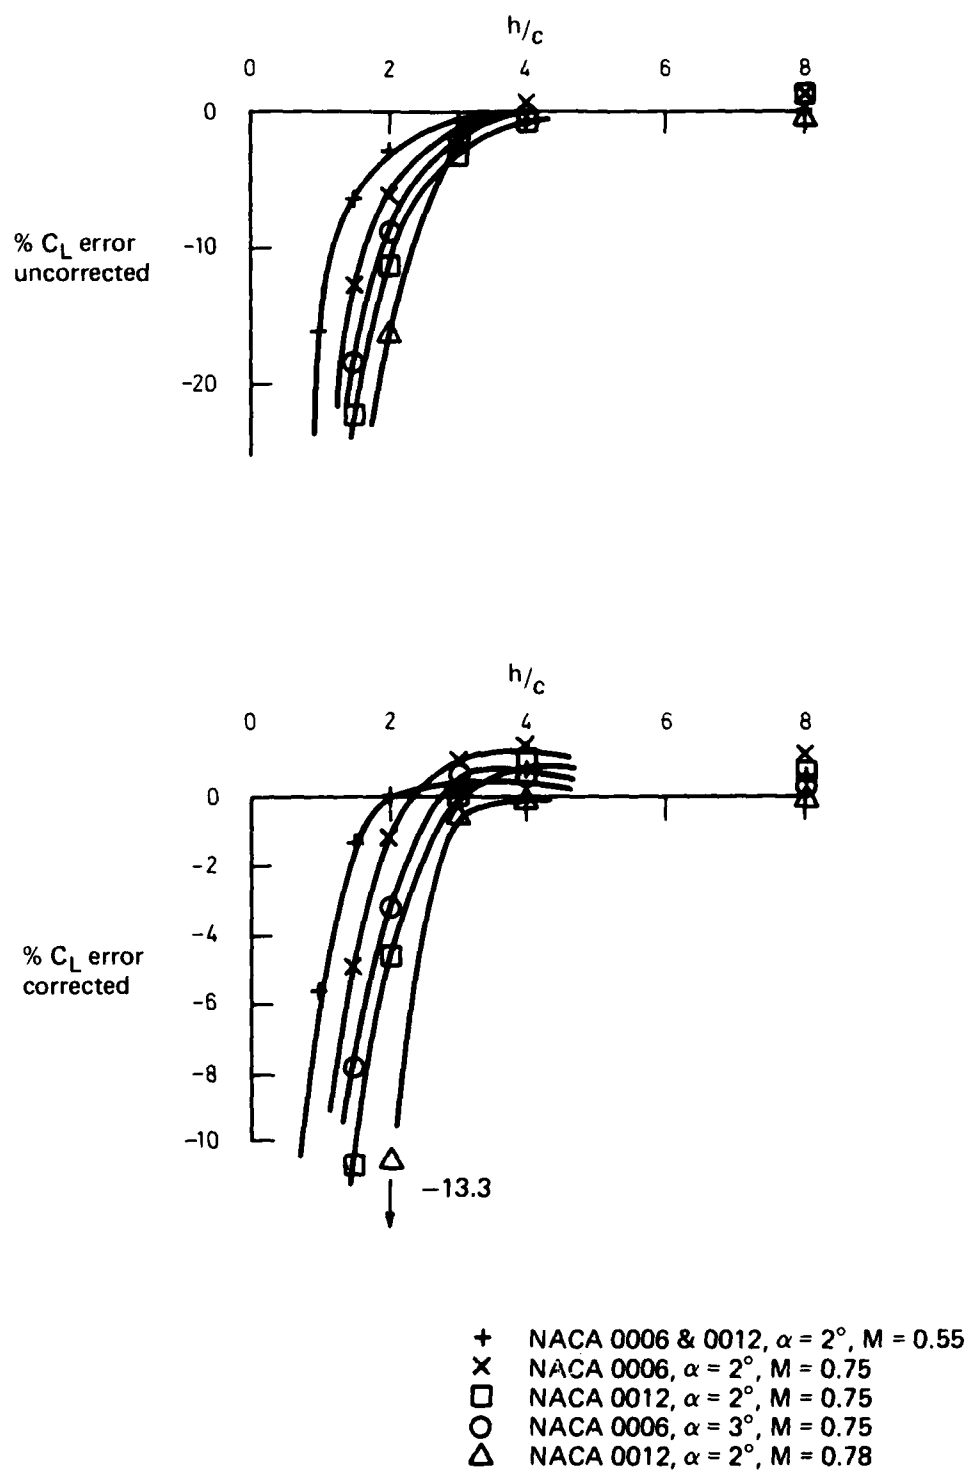 h/c
0 2 4 6 8
0
-10
-20
% CL error
uncorrected
h/c
0 2 4 6 8
0
-2
-4
-6
-8
-10
% CL error
corrected
−13.3
+ NACA 0006 & 0012, α = 2°, M = 0.55
× NACA 0006, α = 2°, M = 0.75
□ NACA 0012, α = 2°, M = 0.75
○ NACA 0006, α = 3°, M = 0.75
△ NACA 0012, α = 2°, M = 0.78